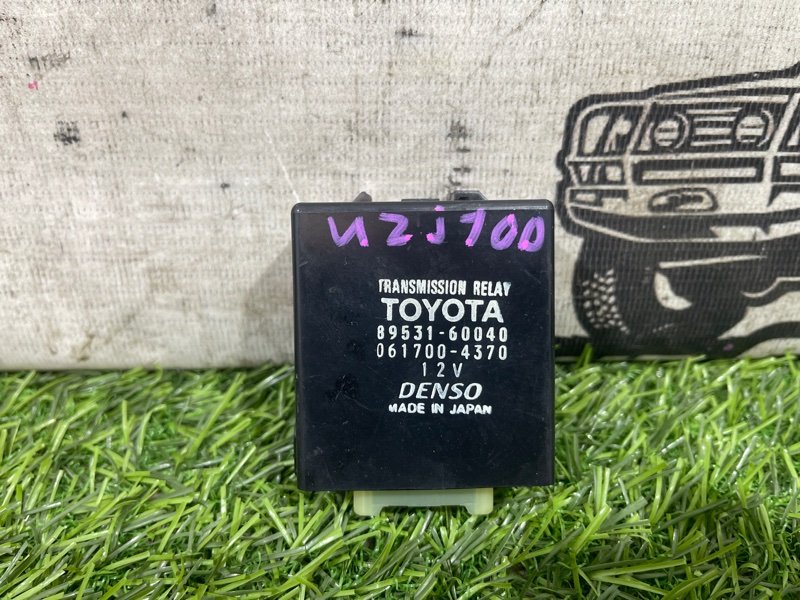 UZJ100
TRANSMISSION RELAY
TOYOTA
89531-60040
061700-4370
12V
DENSO
MADE IN JAPAN